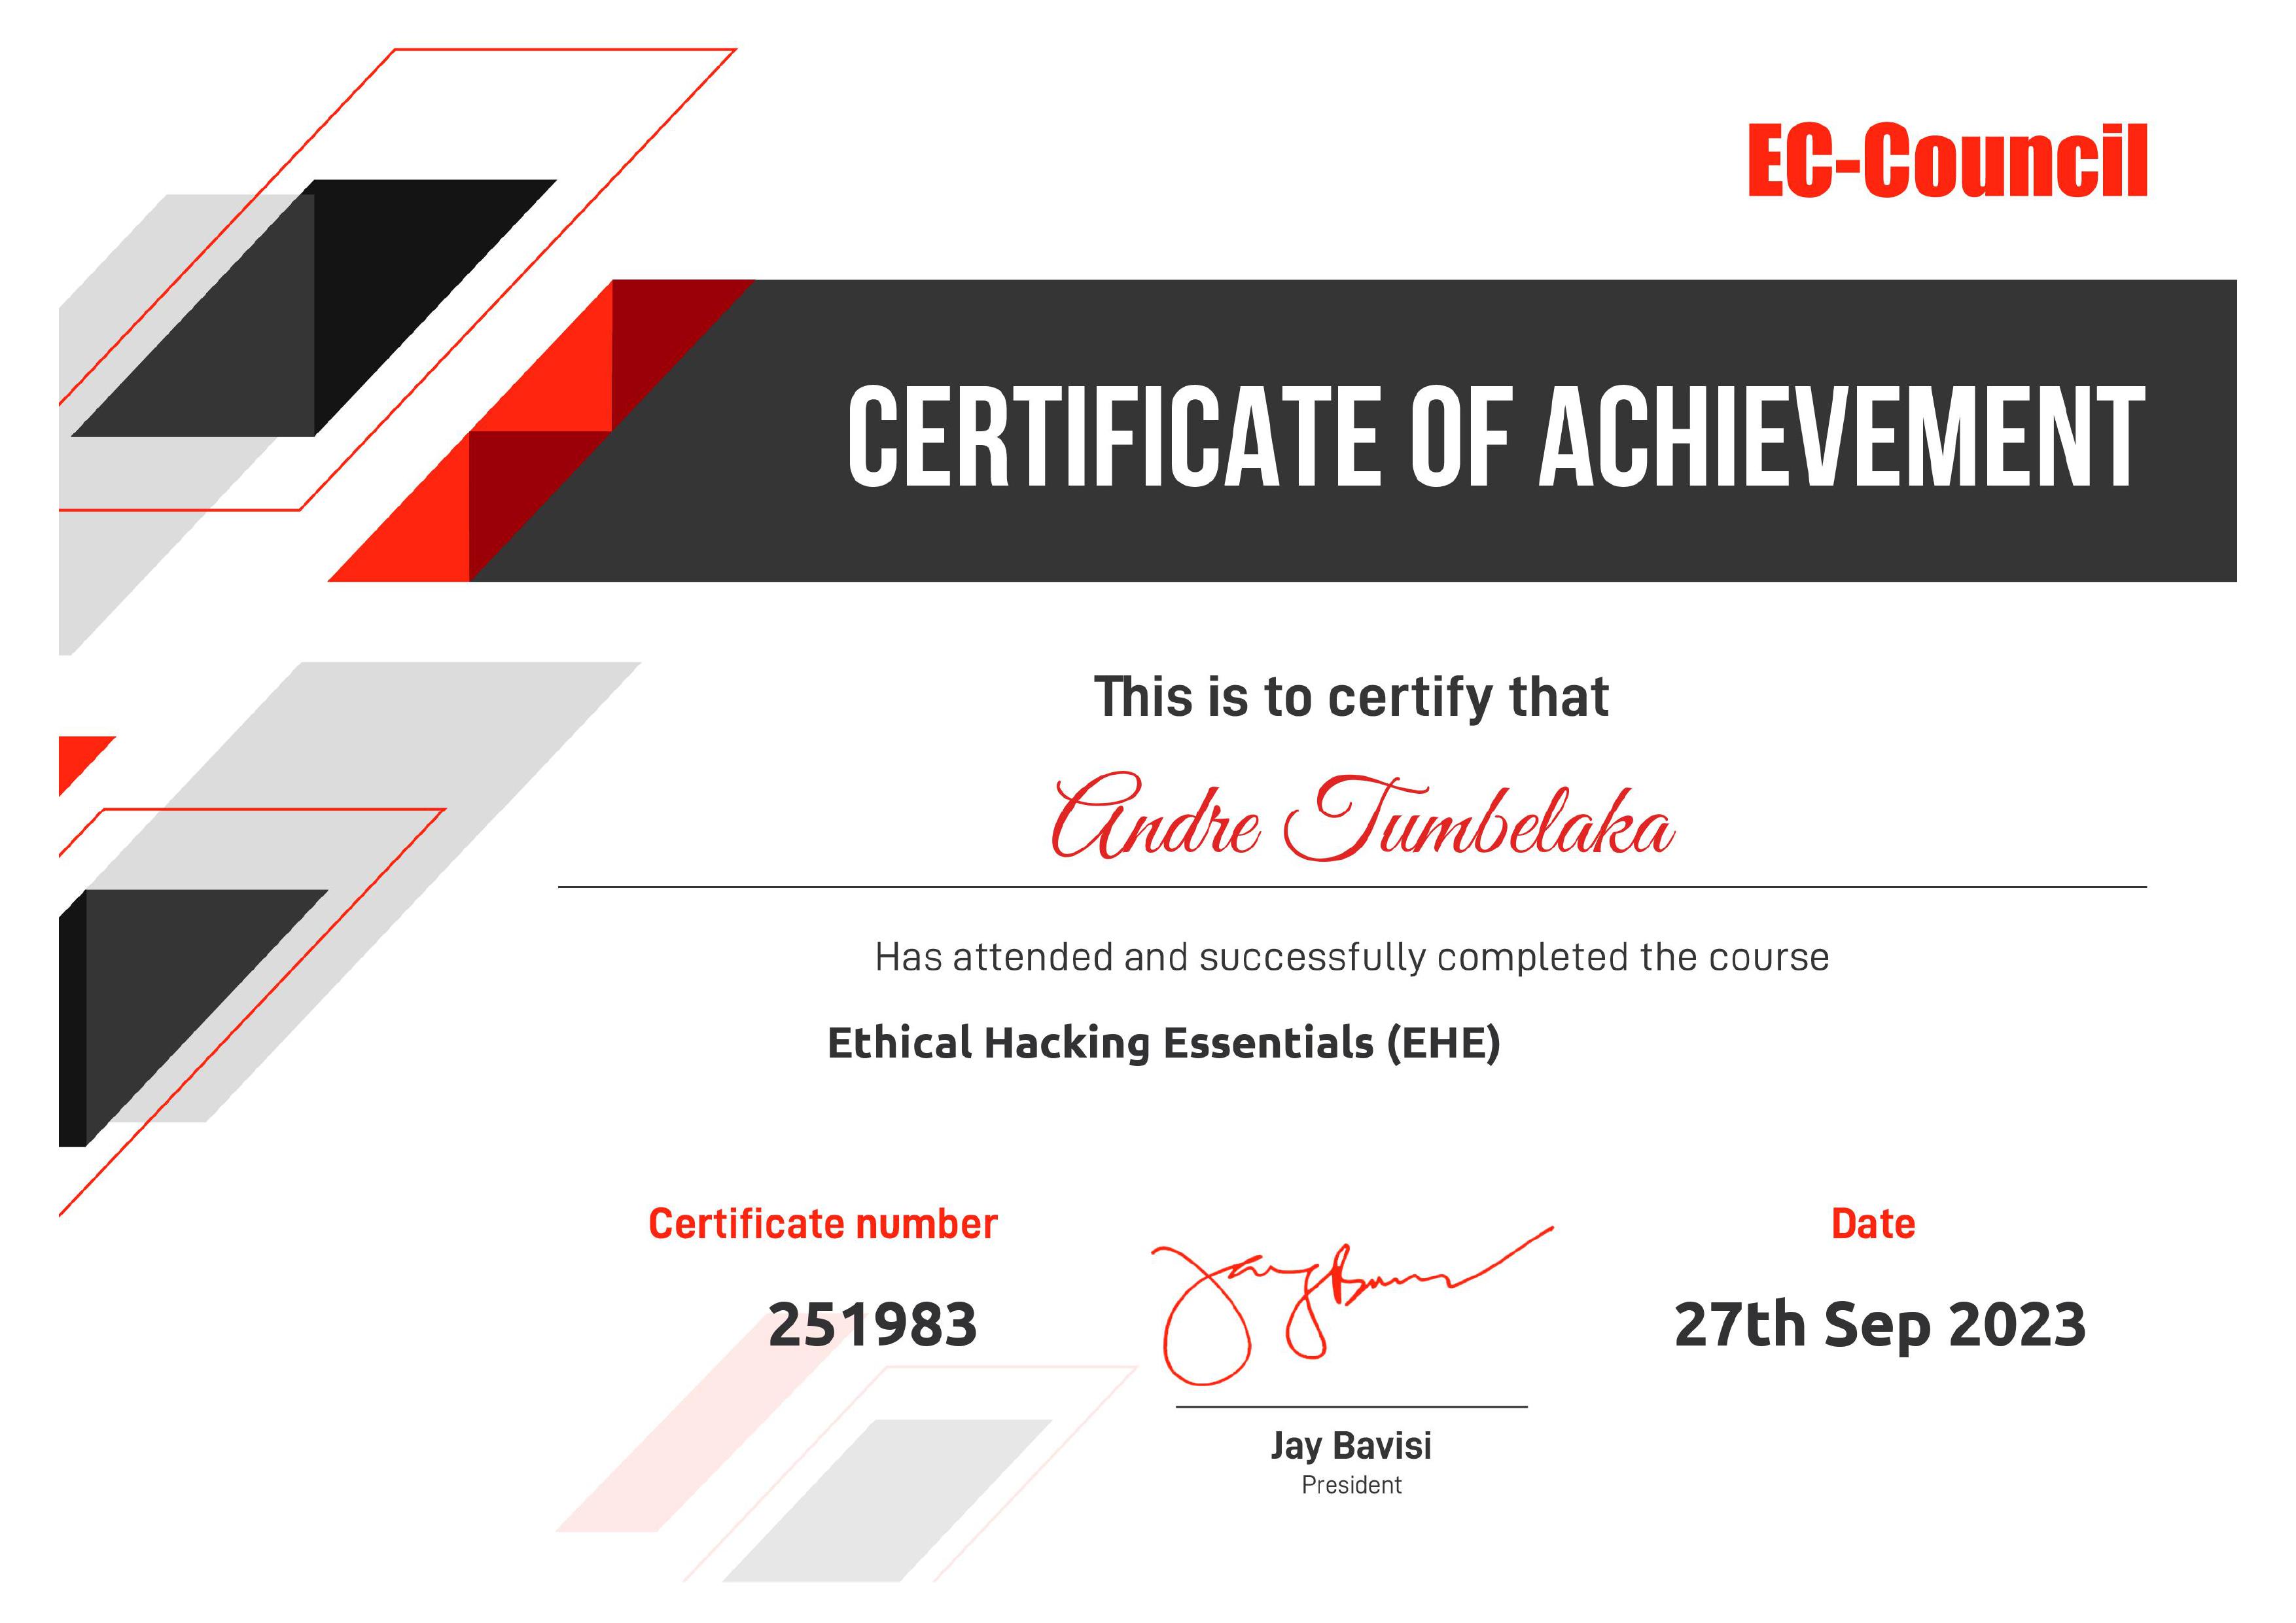 EC-Council
CERTIFICATE OF ACHIEVEMENT
This is to certify that
Andre Tumbelaka
Has attended and successfully completed the course
Ethical Hacking Essentials (EHE)
Certificate number
251983
Date
27th Sep 2023
Jay Bavisi
President